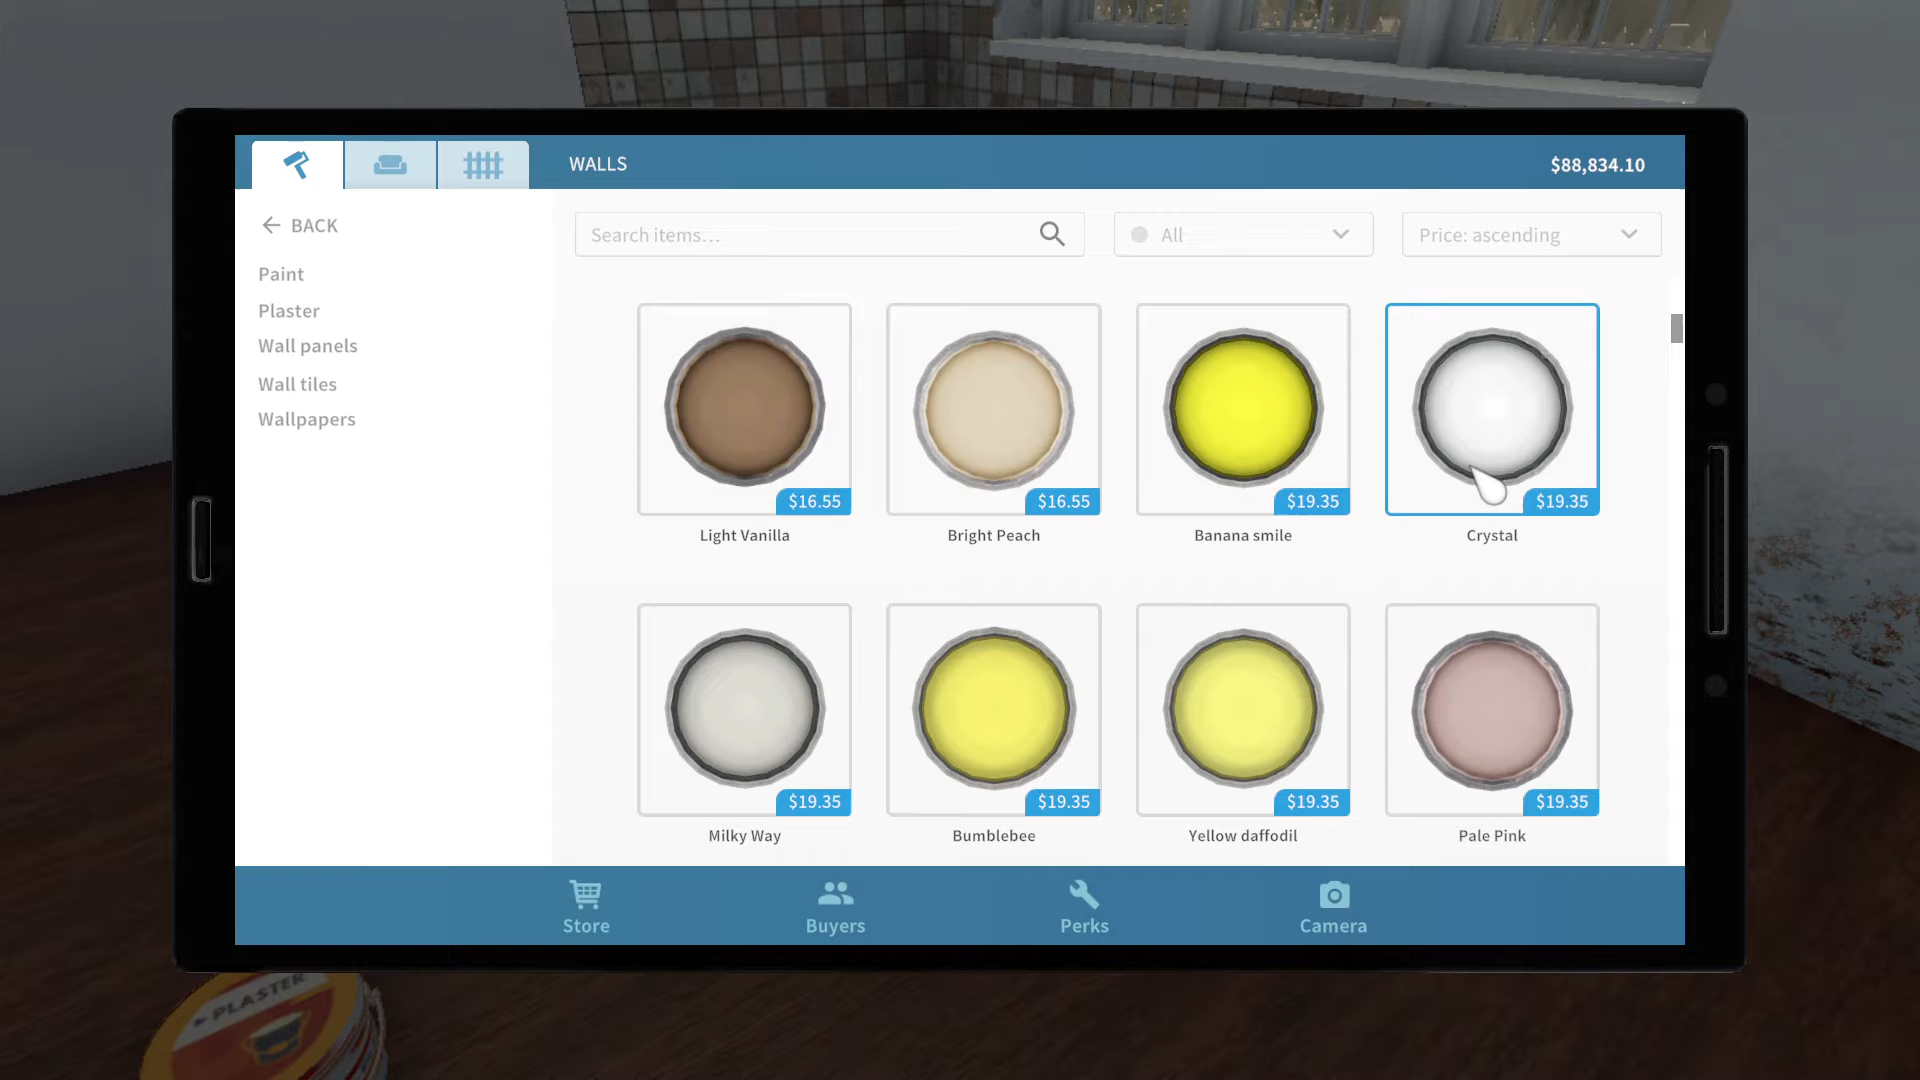 WALLS
$88,834.10
BACK
Search items...
All
Price: ascending
Paint
Plaster
Wall panels
Wall tiles
Wallpapers
$16.55
$16.55
$19.35
$19.35
Light Vanilla
Bright Peach
Banana smile
Crystal
$19.35
$19.35
$19.35
$19.35
Milky Way
Bumblebee
Yellow daffodil
Pale Pink
Store
Buyers
Perks
Camera
PLASTER